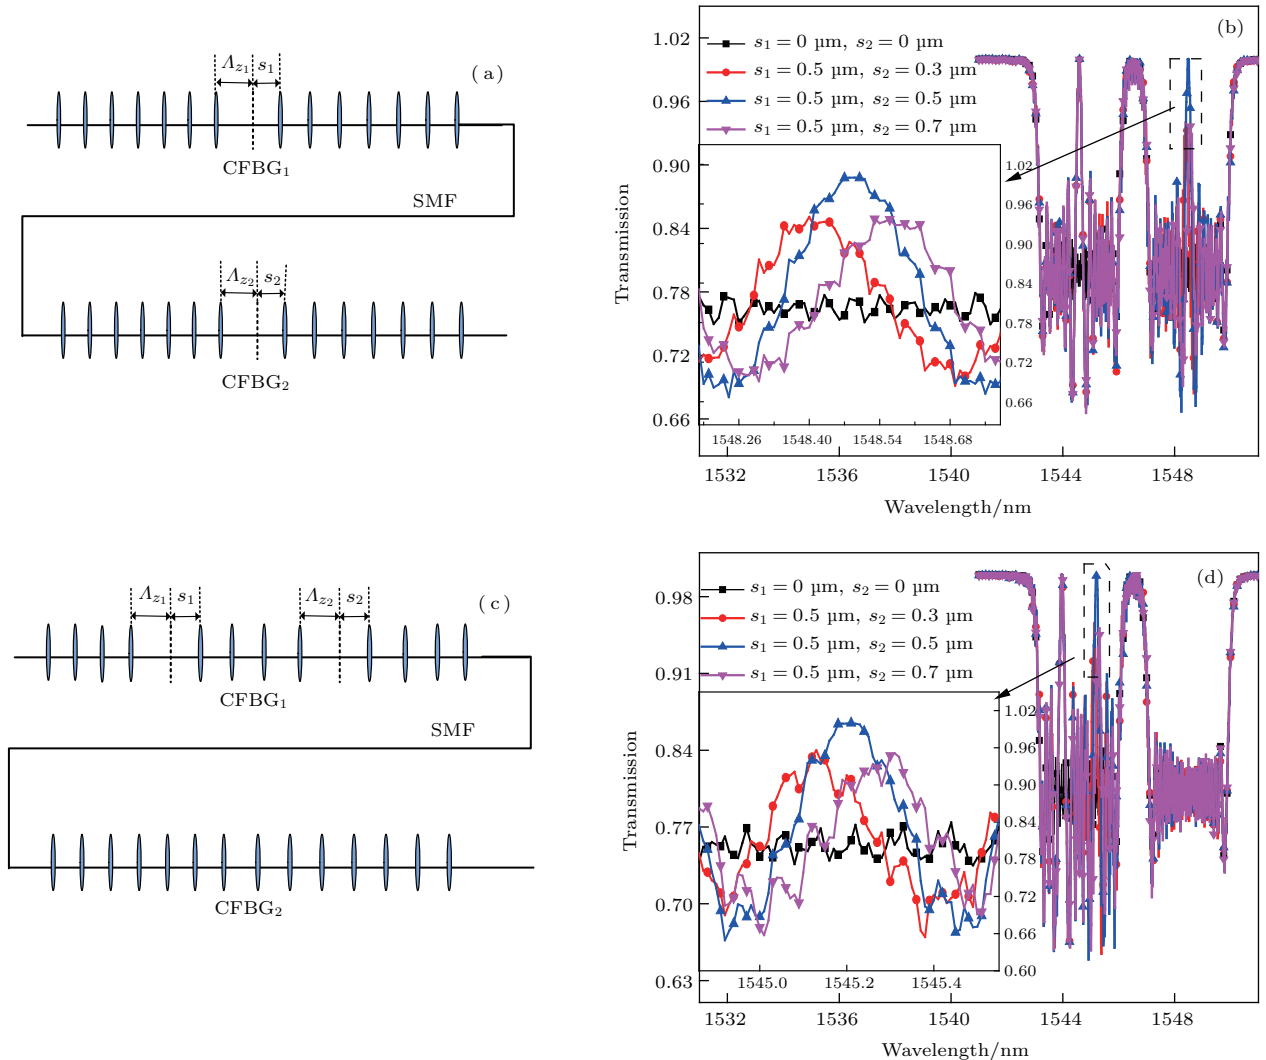 Λz1 s1
(a)
CFBG1
SMF
Λz2 s2
CFBG2
(b)
s1 = 0 µm, s2 = 0 µm
s1 = 0.5 µm, s2 = 0.3 µm
s1 = 0.5 µm, s2 = 0.5 µm
s1 = 0.5 µm, s2 = 0.7 µm
1.02
0.96
0.90
0.84
0.78
0.72
0.66
Transmission
1.02
0.96
0.90
0.84
0.78
0.72
0.66
1548.26 1548.40 1548.54 1548.68
1532 1536 1540 1544 1548
Wavelength/nm
Λz1 s1 Λz2 s2
(c)
CFBG1
SMF
CFBG2
(d)
s1 = 0 µm, s2 = 0 µm
s1 = 0.5 µm, s2 = 0.3 µm
s1 = 0.5 µm, s2 = 0.5 µm
s1 = 0.5 µm, s2 = 0.7 µm
0.98
0.91
0.84
0.77
0.70
0.63
Transmission
1.02
0.96
0.90
0.84
0.78
0.72
0.66
0.60
1545.0 1545.2 1545.4
1532 1536 1540 1544 1548
Wavelength/nm